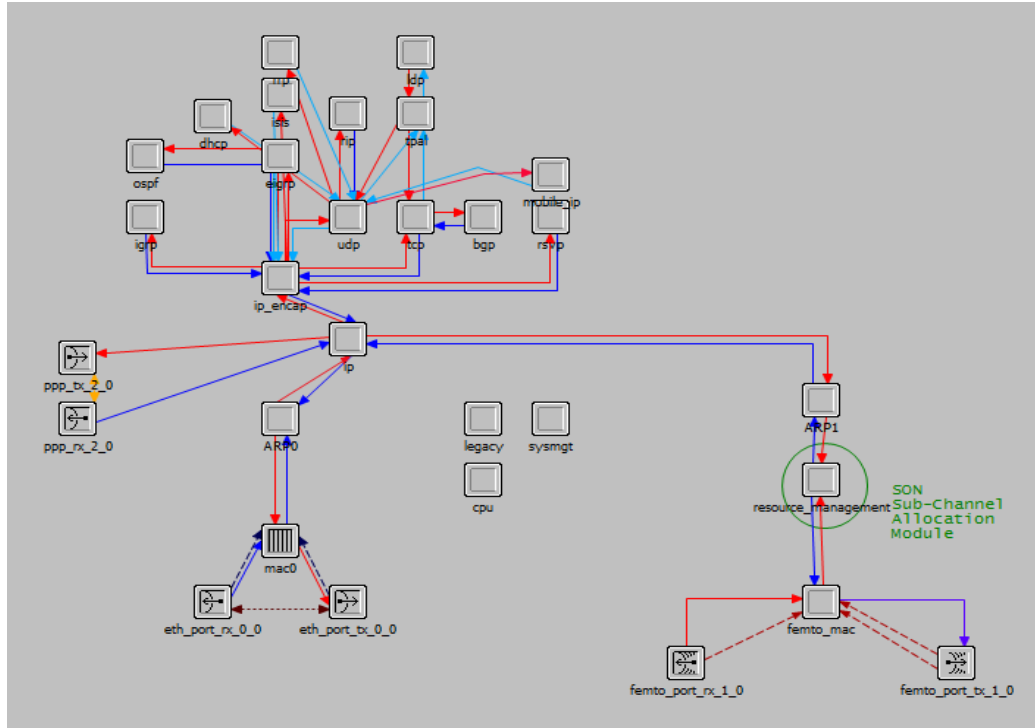 ldp
isis
dhcp
rip
tpal
ospf
eigrp
mobile_ip
igrp
udp
tcp
bgp
rsvp
ip_encap
ip
ppp_tx_2_0
ppp_rx_2_0
ARP0
legacy
sysmgt
ARP1
cpu
resource_management
SON
Sub-Channel
Allocation
Module
mac0
eth_port_rx_0_0
eth_port_tx_0_0
femto_mac
femto_port_rx_1_0
femto_port_tx_1_0